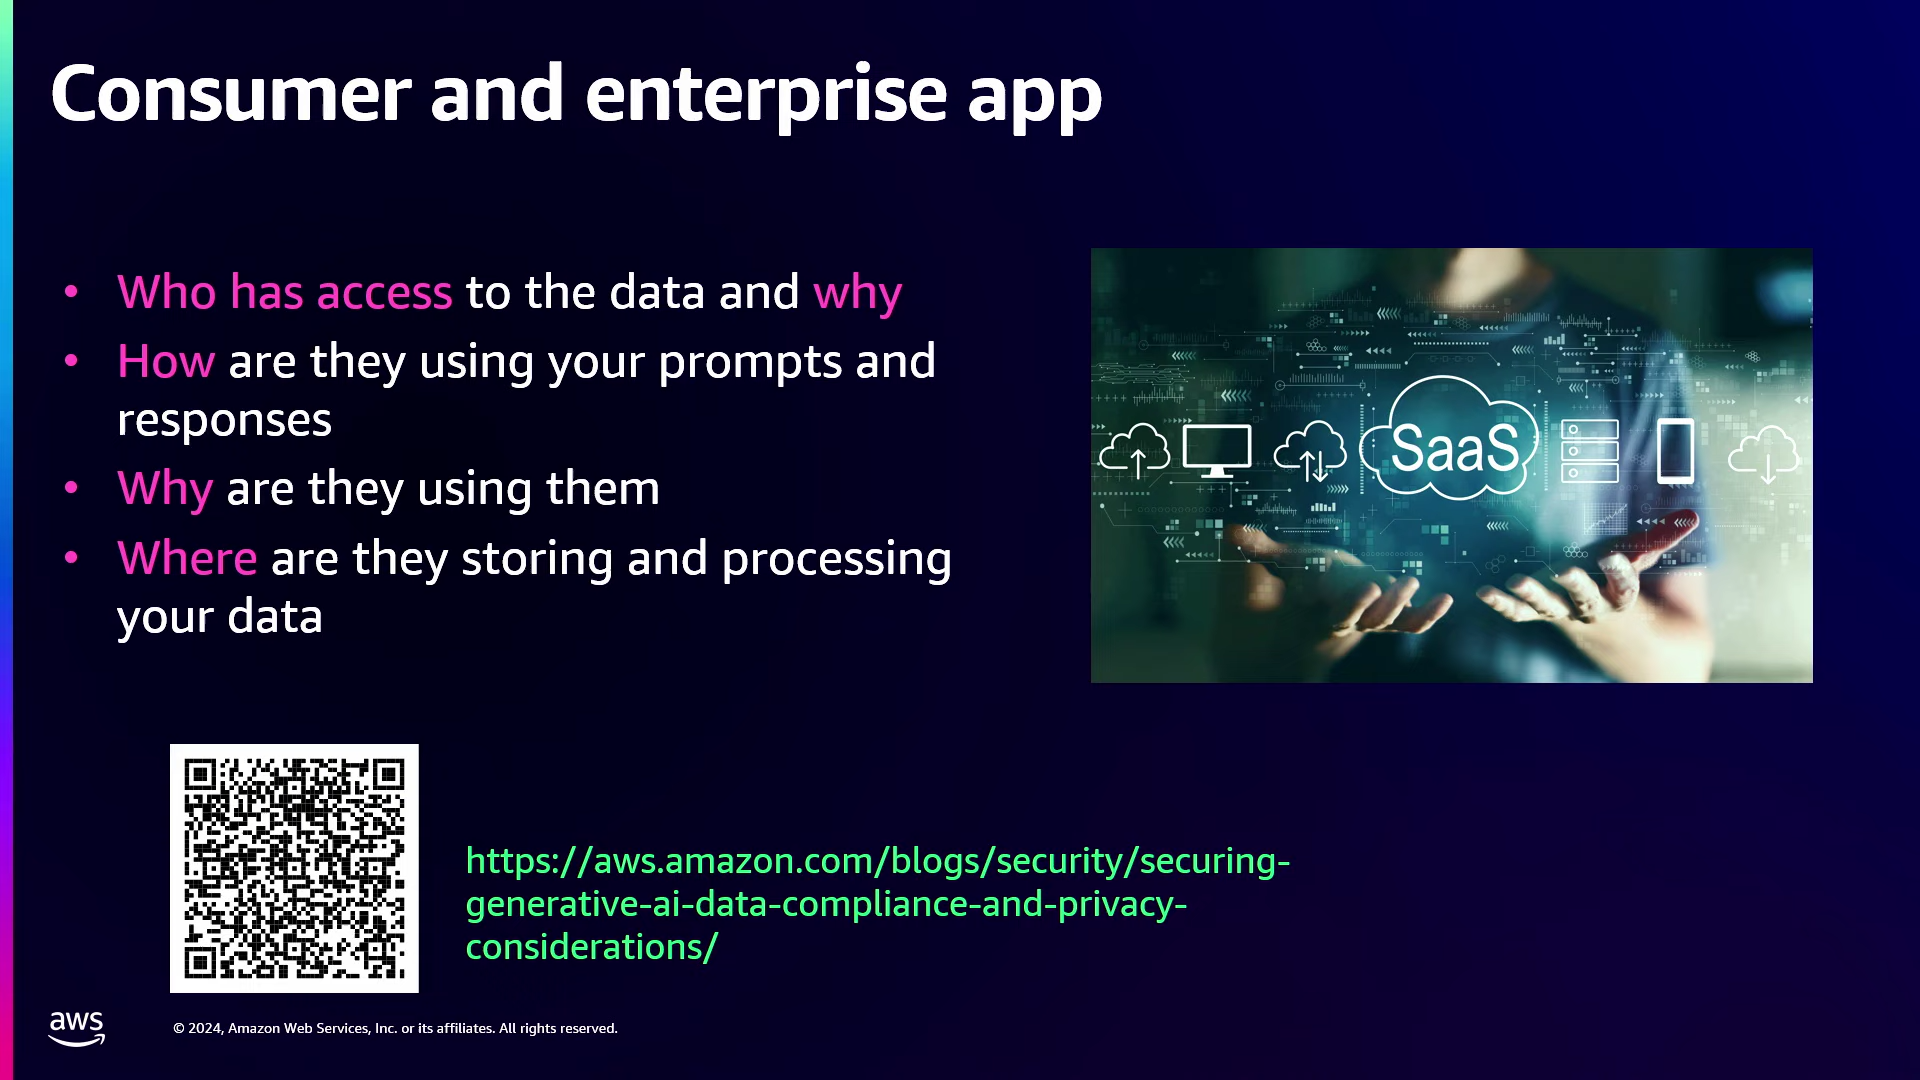 Consumer and enterprise app
• Who has access to the data and why
• How are they using your prompts and
responses
• Why are they using them
• Where are they storing and processing
your data
SaaS
https://aws.amazon.com/blogs/security/securing-
generative-ai-data-compliance-and-privacy-
considerations/
aws
© 2024, Amazon Web Services, Inc. or its affiliates. All rights reserved.